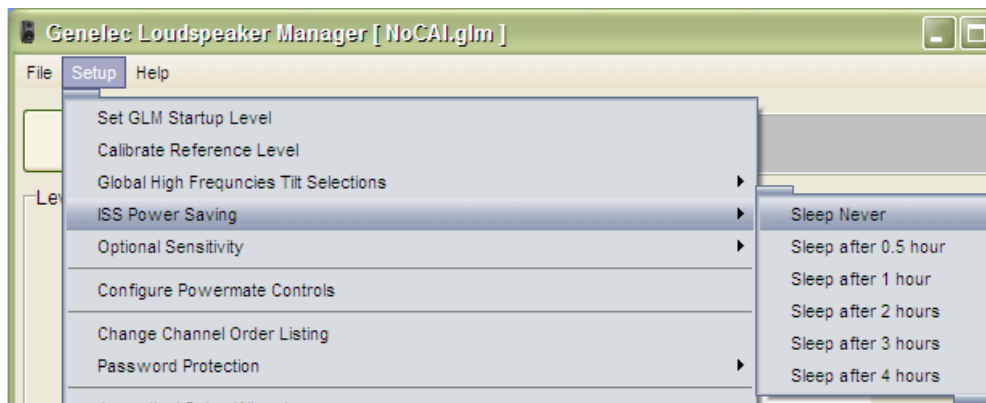 Genelec Loudspeaker Manager [ NoCAl.glm ]
File Setup Help
Set GLM Startup Level
Calibrate Reference Level
Global High Frequncies Tilt Selections
Lev
ISS Power Saving
Sleep Never
Optional Sensitivity
Sleep after 0.5 hour
Sleep after 1 hour
Configure Powermate Controls
Sleep after 2 hours
Change Channel Order Listing
Sleep after 3 hours
Password Protection
Sleep after 4 hours